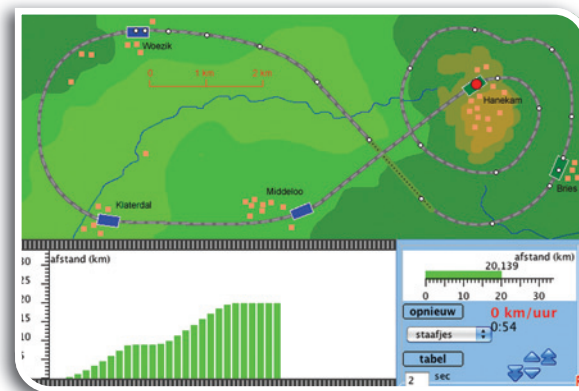 Woezik
0 1 km 2 km
Hanekam
Bries
Middeloo
Klaterdal
afstand (km)
30
25
20
15
10
5
afstand (km)
20,139
0 10 20 30
opnieuw
0 km/uur
staafjes
0:54
tabel
2 sec